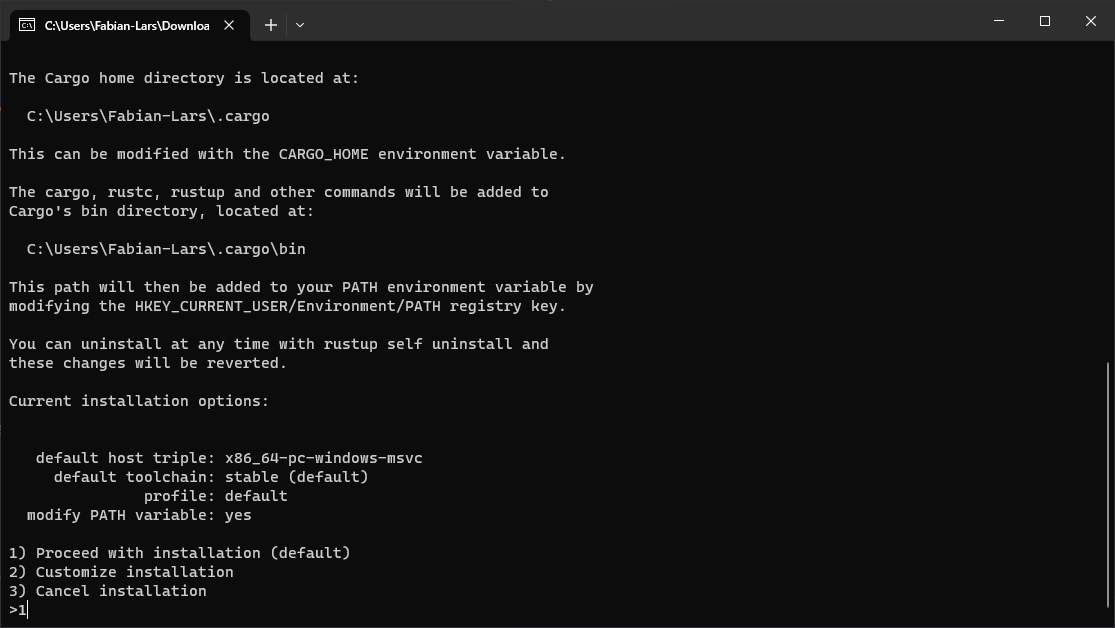 C:\Users\Fabian-Lars\Downloa
The Cargo home directory is located at:
C:\Users\Fabian-Lars\.cargo
This can be modified with the CARGO_HOME environment variable.
The cargo, rustc, rustup and other commands will be added to
Cargo's bin directory, located at:
C:\Users\Fabian-Lars\.cargo\bin
This path will then be added to your PATH environment variable by
modifying the HKEY_CURRENT_USER/Environment/PATH registry key.
You can uninstall at any time with rustup self uninstall and
these changes will be reverted.
Current installation options:
default host triple: x86_64-pc-windows-msvc
default toolchain: stable (default)
profile: default
modify PATH variable: yes
1) Proceed with installation (default)
2) Customize installation
3) Cancel installation
>1